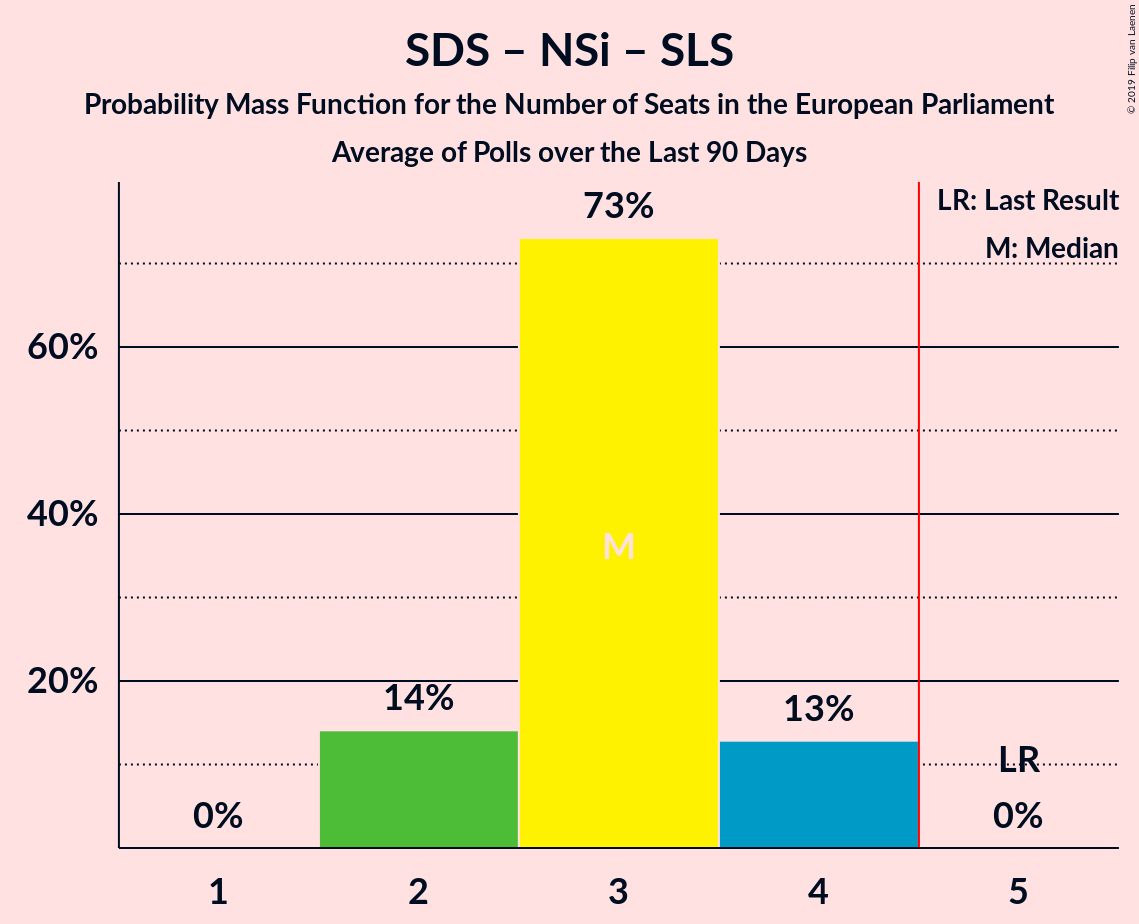 SDS – NSi – SLS
Probability Mass Function for the Number of Seats in the European Parliament
Average of Polls over the Last 90 Days
© 2019 Filip van Laenen
LR: Last Result
M: Median
73%
60%
40%
20%
M
14%
13%
LR
0%
0%
1 2 3 4 5